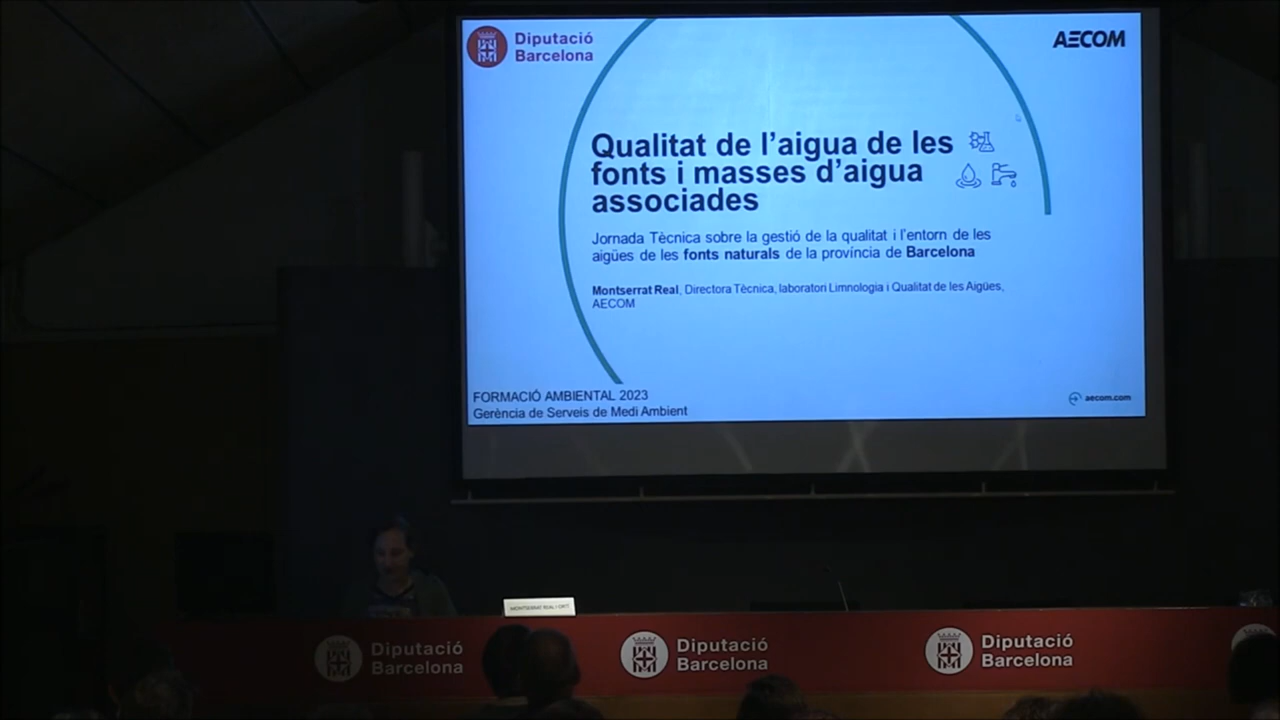 Diputació
Barcelona
AECOM
Qualitat de l’aigua de les
fonts i masses d’aigua
associades
Jornada Tècnica sobre la gestió de la qualitat i l’entorn de les
aigües de les fonts naturals de la província de Barcelona
Montserrat Real, Directora Tècnica, laboratori Limnologia i Qualitat de les Aigües,
AECOM
FORMACIÓ AMBIENTAL 2023
Gerència de Serveis de Medi Ambient
aecom.com
MONTSERRAT REAL I ORTÍ
Diputació
Barcelona
Diputació
Barcelona
Diputació
Barcelona